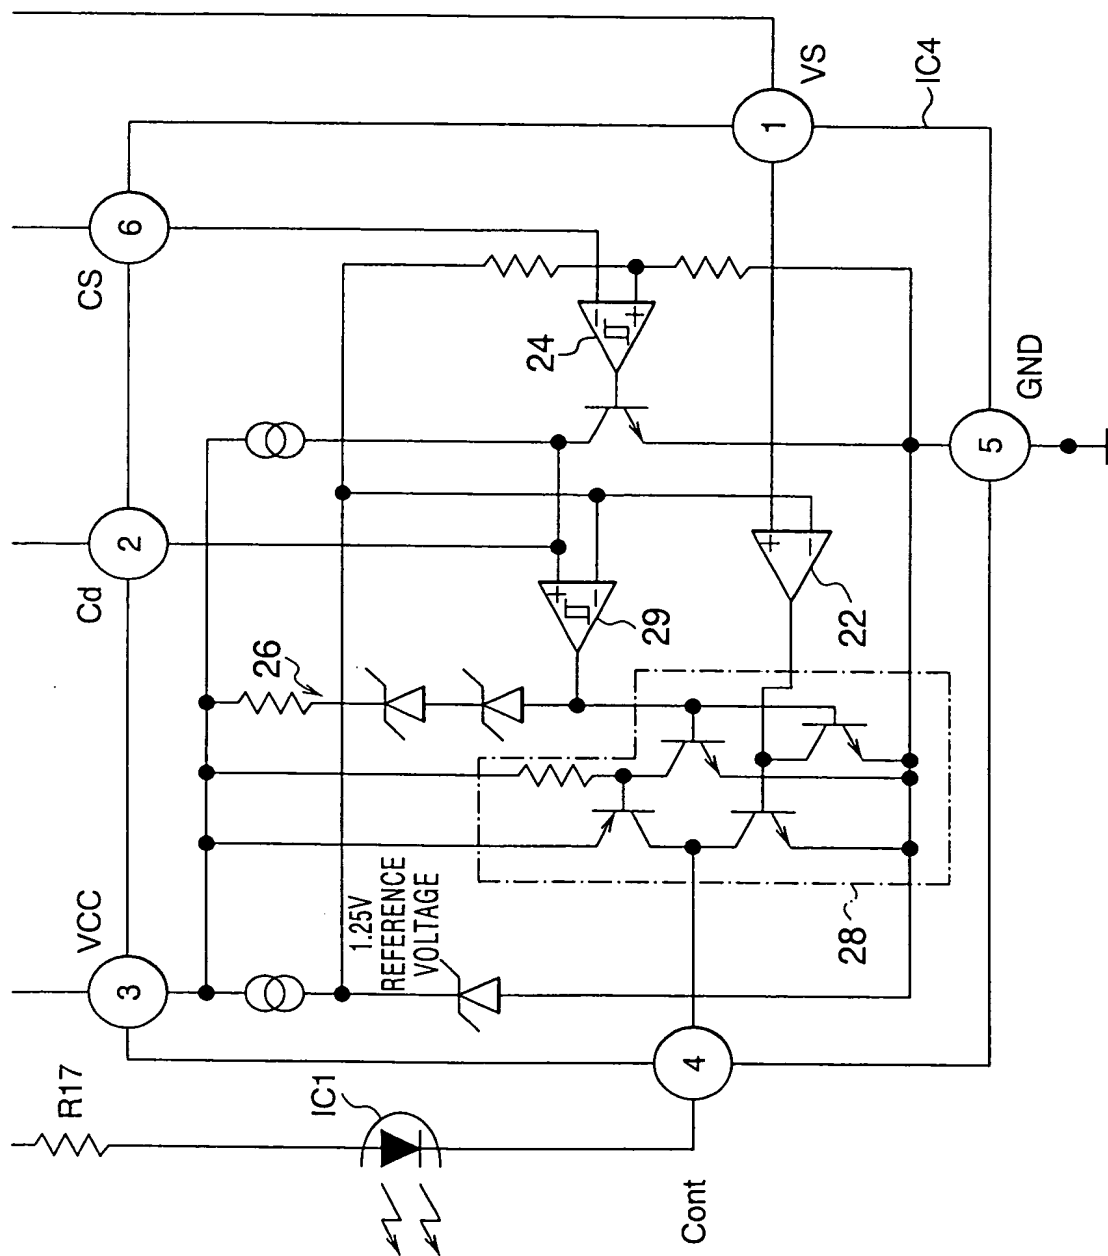 VS
1
IC4
6
CS
24
GND
5
2
Cd
29
22
26
1.25V
REFERENCE
VOLTAGE
28
VCC
3
4
R17
IC1
Cont
+
−
+
−
+
−